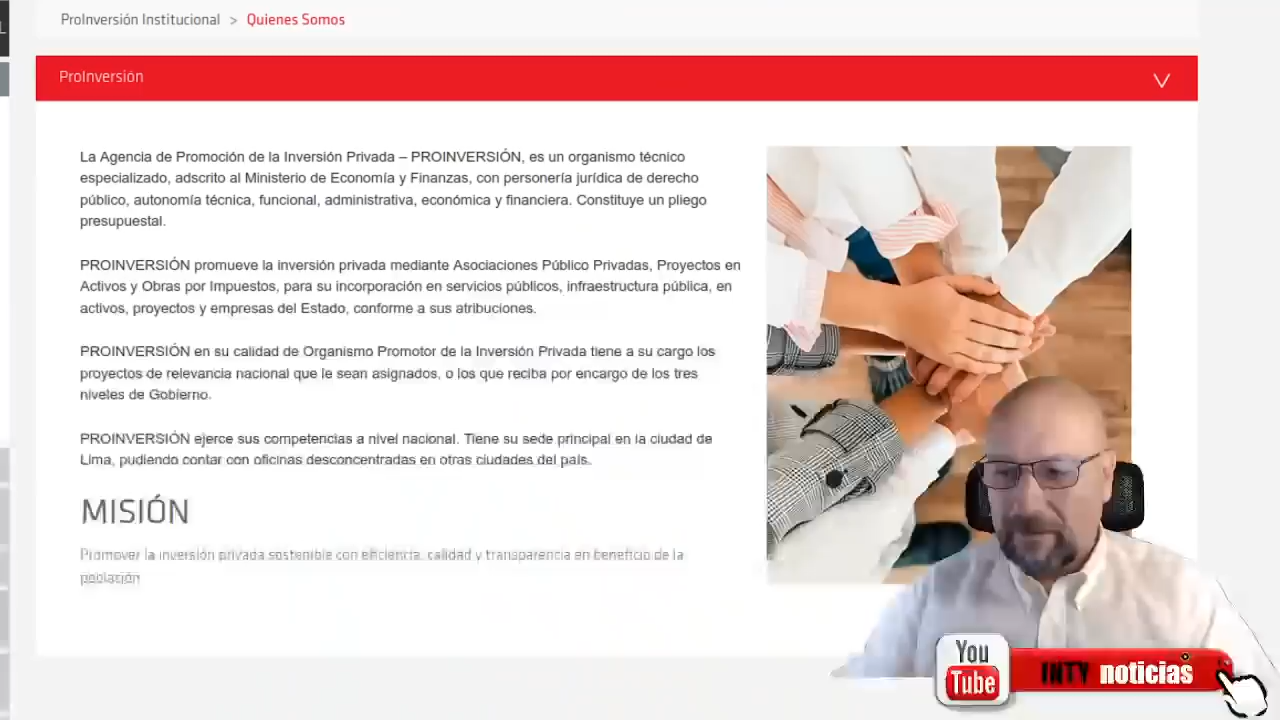 ProInversión Institucional > Quienes Somos
ProInversión
La Agencia de Promoción de la Inversión Privada – PROINVERSIÓN, es un organismo técnico
especializado, adscrito al Ministerio de Economía y Finanzas, con personería jurídica de derecho
público, autonomía técnica, funcional, administrativa, económica y financiera. Constituye un pliego
presupuestal.
PROINVERSIÓN promueve la inversión privada mediante Asociaciones Público Privadas, Proyectos en
Activos y Obras por Impuestos, para su incorporación en servicios públicos, infraestructura pública, en
activos, proyectos y empresas del Estado, conforme a sus atribuciones.
PROINVERSIÓN en su calidad de Organismo Promotor de la Inversión Privada tiene a su cargo los
proyectos de relevancia nacional que le sean asignados, o los que reciba por encargo de los tres
niveles de Gobierno.
PROINVERSIÓN ejerce sus competencias a nivel nacional. Tiene su sede principal en la ciudad de
Lima, pudiendo contar con oficinas desconcentradas en otras ciudades del país.
MISIÓN
Promover la inversión privada sostenible con eficiencia, calidad y transparencia en beneficio de la
población
You
Tube
INTV noticias